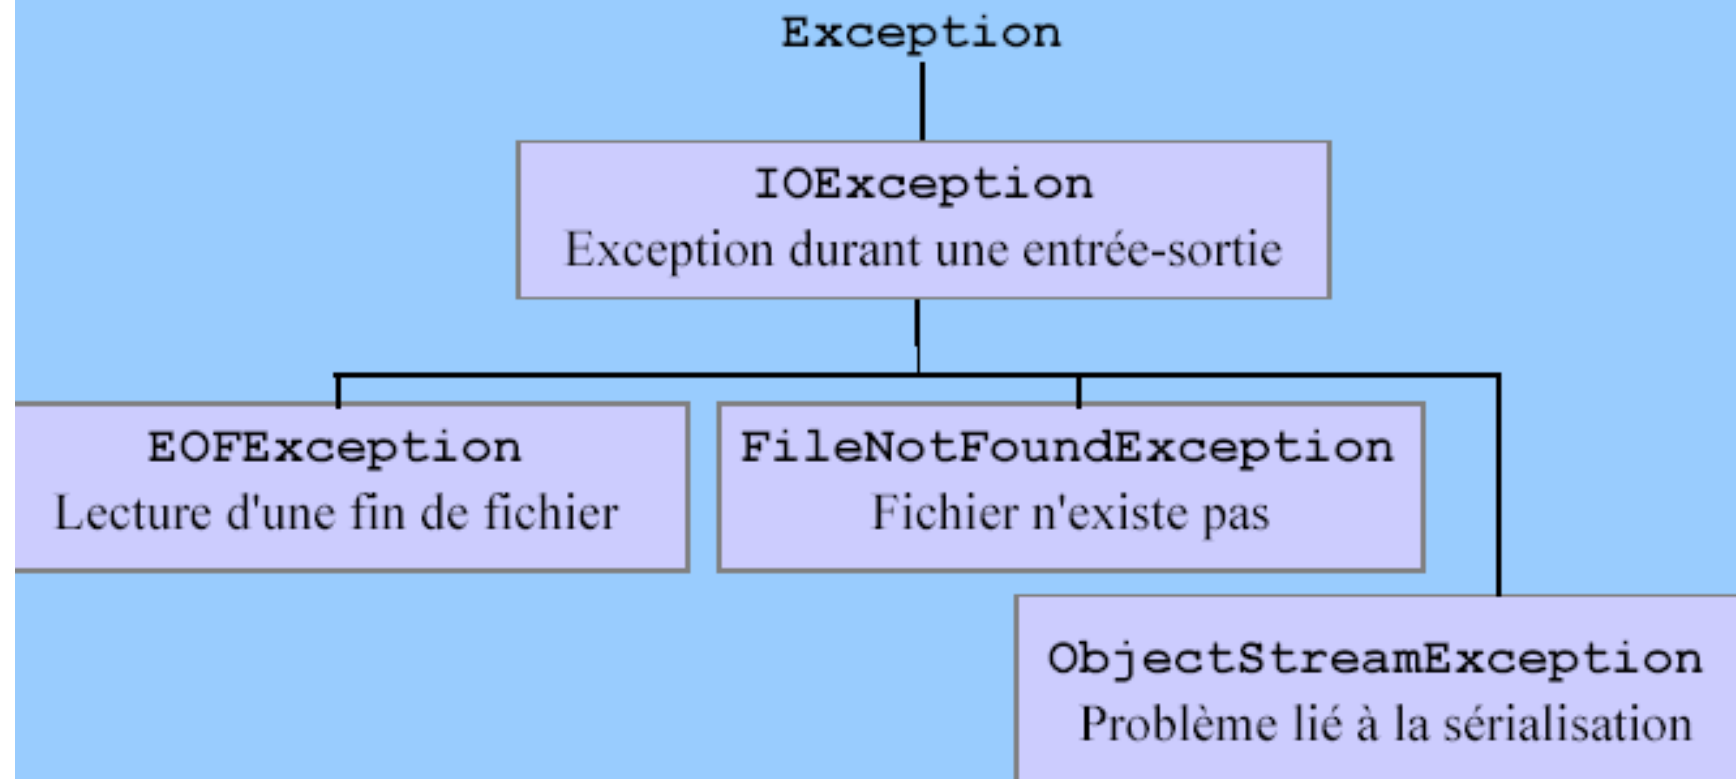 Exception
IOException
Exception durant une entrée-sortie
EOFException
Lecture d'une fin de fichier
FileNotFoundException
Fichier n'existe pas
ObjectStreamException
Problème lié à la sérialisation